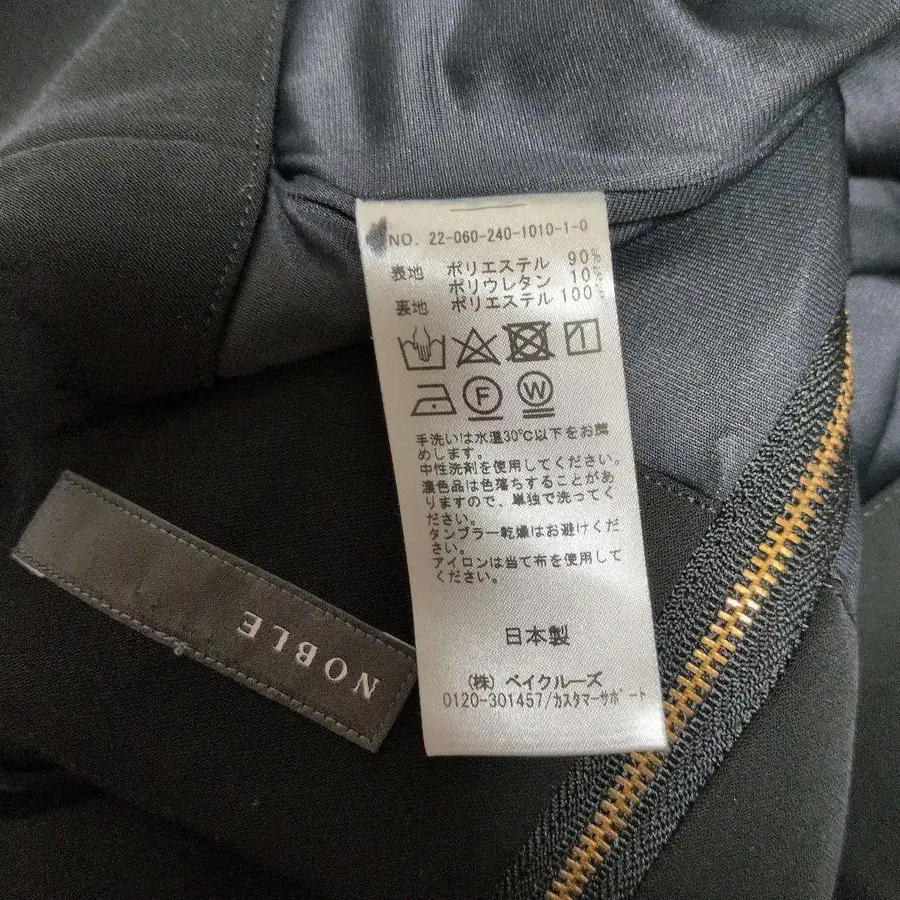 NO. 22-060-240-1010-1-0
表地 ポリエステル 90%
ポリウレタン 10%
裏地 ポリエステル 100%
F W
手洗いは水温30℃以下をお薦
めします。
中性洗剤を使用してください。
濃色品は色落ちすることがあ
りますので、単独で洗ってく
ださい。
タンブラー乾燥はお避けくだ
さい。
アイロンは当て布を使用して
ください。
日本製
(株) ベイクルーズ
0120-301457/カスタマーサポート
NOBLE